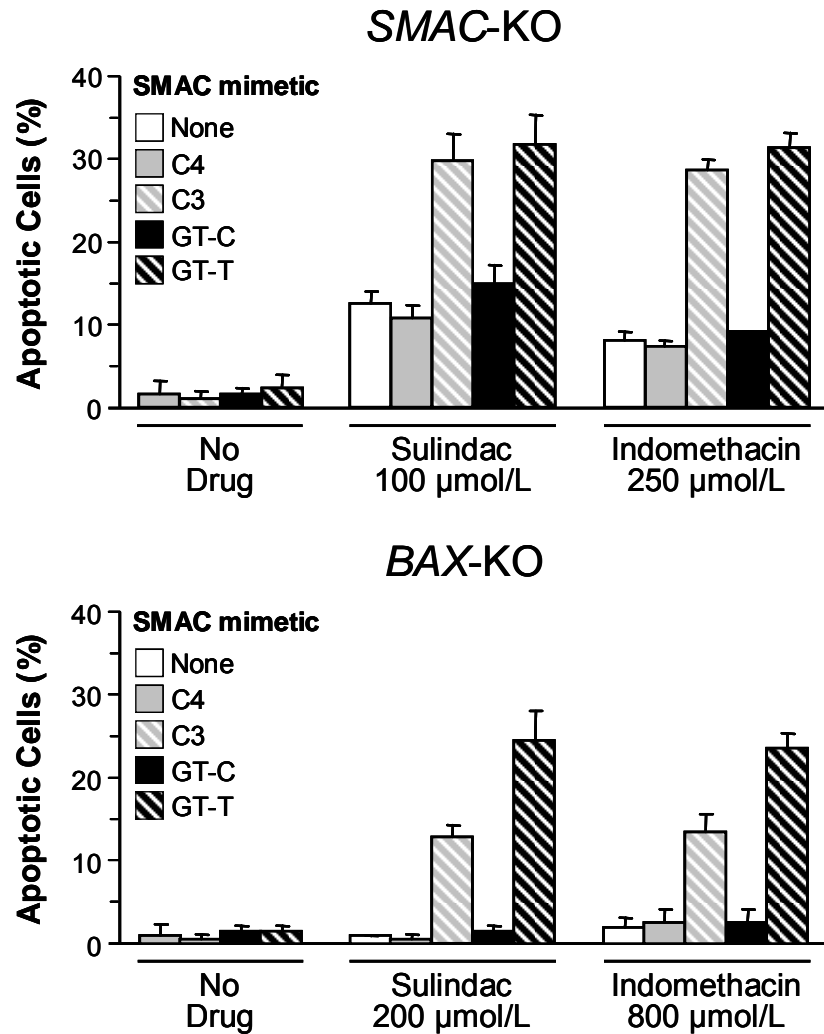 SMAC-KO
Apoptotic Cells (%)
40
30
20
10
0
SMAC mimetic
None
C4
C3
GT-C
GT-T
No
Drug
Sulindac
100 µmol/L
Indomethacin
250 µmol/L
BAX-KO
Apoptotic Cells (%)
40
30
20
10
0
SMAC mimetic
None
C4
C3
GT-C
GT-T
No
Drug
Sulindac
200 µmol/L
Indomethacin
800 µmol/L